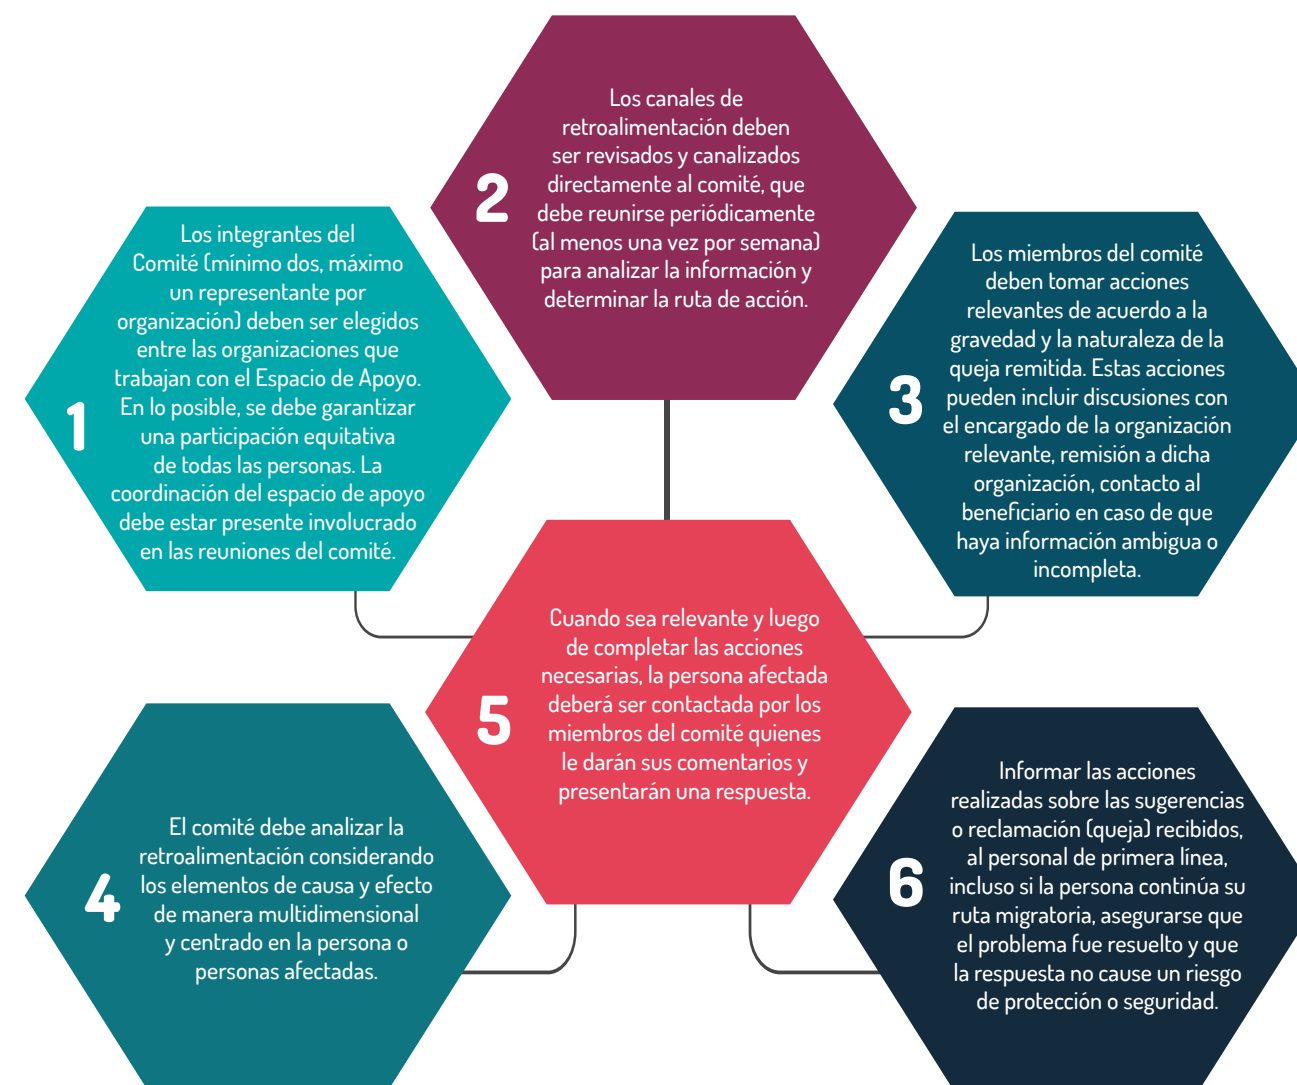 1
Los integrantes del
Comité (mínimo dos, máximo
un representante por
organización) deben ser elegidos
entre las organizaciones que
trabajan con el Espacio de Apoyo.
En lo posible, se debe garantizar
una participación equitativa
de todas las personas. La
coordinación del espacio de apoyo
debe estar presente involucrado
en las reuniones del comité.
2
Los canales de
retroalimentación deben
ser revisados y canalizados
directamente al comité, que
debe reunirse periódicamente
(al menos una vez por semana)
para analizar la información y
determinar la ruta de acción.
3
Los miembros del comité
deben tomar acciones
relevantes de acuerdo a la
gravedad y la naturaleza de la
queja remitida. Estas acciones
pueden incluir discusiones con
el encargado de la organización
relevante, remisión a dicha
organización, contacto al
beneficiario en caso de que
haya información ambigua o
incompleta.
4
El comité debe analizar la
retroalimentación considerando
los elementos de causa y efecto
de manera multidimensional
y centrado en la persona o
personas afectadas.
5
Cuando sea relevante y luego
de completar las acciones
necesarias, la persona afectada
deberá ser contactada por los
miembros del comité quienes
le darán sus comentarios y
presentarán una respuesta.
6
Informar las acciones
realizadas sobre las sugerencias
o reclamación (queja) recibidos,
al personal de primera línea,
incluso si la persona continúa su
ruta migratoria, asegurarse que
el problema fue resuelto y que
la respuesta no cause un riesgo
de protección o seguridad.